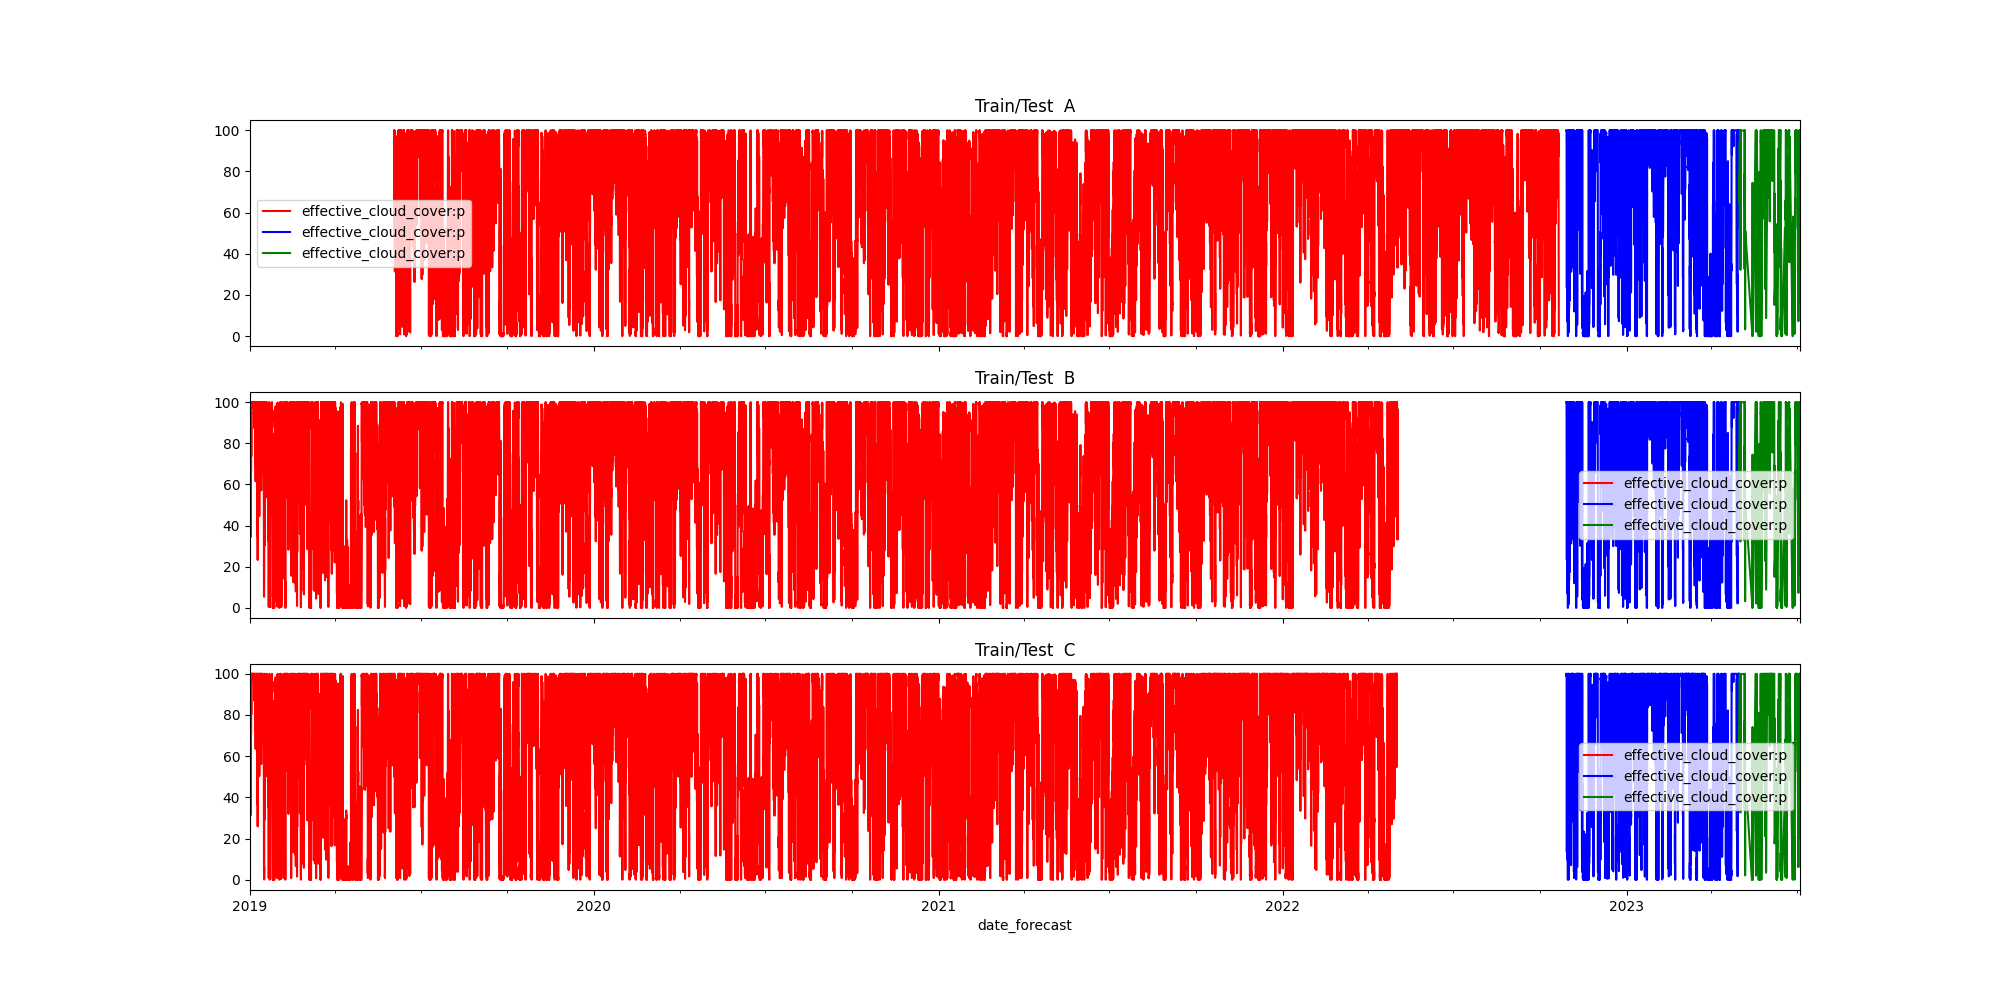 Train/Test A
100
80
60
40
20
0
effective_cloud_cover:p
effective_cloud_cover:p
effective_cloud_cover:p
Train/Test B
100
80
60
40
20
0
effective_cloud_cover:p
effective_cloud_cover:p
effective_cloud_cover:p
Train/Test C
100
80
60
40
20
0
effective_cloud_cover:p
effective_cloud_cover:p
effective_cloud_cover:p
2019 2020 2021 2022 2023
date_forecast